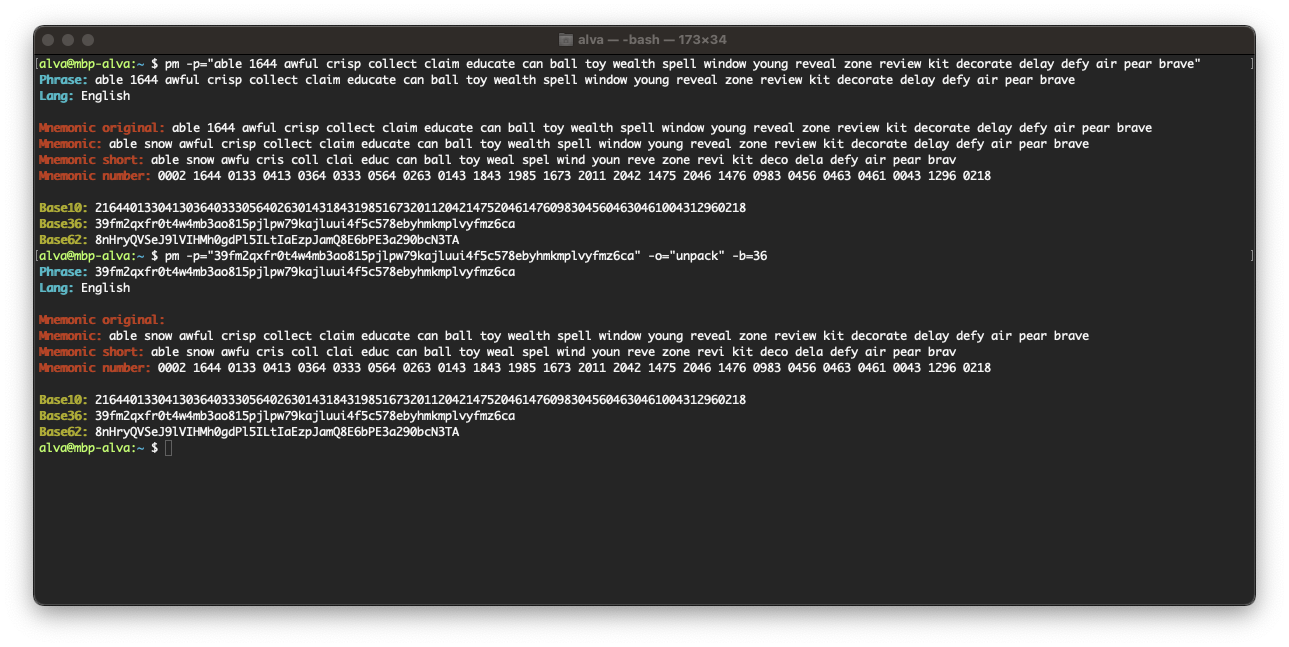 alva — -bash — 173×34
alva@mbp-alva:~ $ pm -p="able 1644 awful crisp collect claim educate can ball toy wealth spell window young reveal zone review kit decorate delay defy air pear brave"
Phrase: able 1644 awful crisp collect claim educate can ball toy wealth spell window young reveal zone review kit decorate delay defy air pear brave
Lang: English
Mnemonic original: able 1644 awful crisp collect claim educate can ball toy wealth spell window young reveal zone review kit decorate delay defy air pear brave
Mnemonic: able snow awful crisp collect claim educate can ball toy wealth spell window young reveal zone review kit decorate delay defy air pear brave
Mnemonic short: able snow awfu cris coll clai educ can ball toy weal spel wind youn reve zone revi kit deco dela defy air pear brav
Mnemonic number: 0002 1644 0133 0413 0364 0333 0564 0263 0143 1843 1985 1673 2011 2042 1475 2046 1476 0983 0456 0463 0461 0043 1296 0218
Base10: 216440133041303640333056402630143184319851673201120421475204614760983045604630461004312960218
Base36: 39fm2qxfr0t4w4mb3ao815pjlpw79kajluui4f5c578ebyhmkmplvyfmz6ca
Base62: 8nHryQVSeJ9lVIHMh0gdPl5ILtIaEzpJamQ8E6bPE3a290bcN3TA
alva@mbp-alva:~ $ pm -p="39fm2qxfr0t4w4mb3ao815pjlpw79kajluui4f5c578ebyhmkmplvyfmz6ca" -o="unpack" -b=36
Phrase: 39fm2qxfr0t4w4mb3ao815pjlpw79kajluui4f5c578ebyhmkmplvyfmz6ca
Lang: English
Mnemonic original:
Mnemonic: able snow awful crisp collect claim educate can ball toy wealth spell window young reveal zone review kit decorate delay defy air pear brave
Mnemonic short: able snow awfu cris coll clai educ can ball toy weal spel wind youn reve zone revi kit deco dela defy air pear brav
Mnemonic number: 0002 1644 0133 0413 0364 0333 0564 0263 0143 1843 1985 1673 2011 2042 1475 2046 1476 0983 0456 0463 0461 0043 1296 0218
Base10: 216440133041303640333056402630143184319851673201120421475204614760983045604630461004312960218
Base36: 39fm2qxfr0t4w4mb3ao815pjlpw79kajluui4f5c578ebyhmkmplvyfmz6ca
Base62: 8nHryQVSeJ9lVIHMh0gdPl5ILtIaEzpJamQ8E6bPE3a290bcN3TA
alva@mbp-alva:~ $